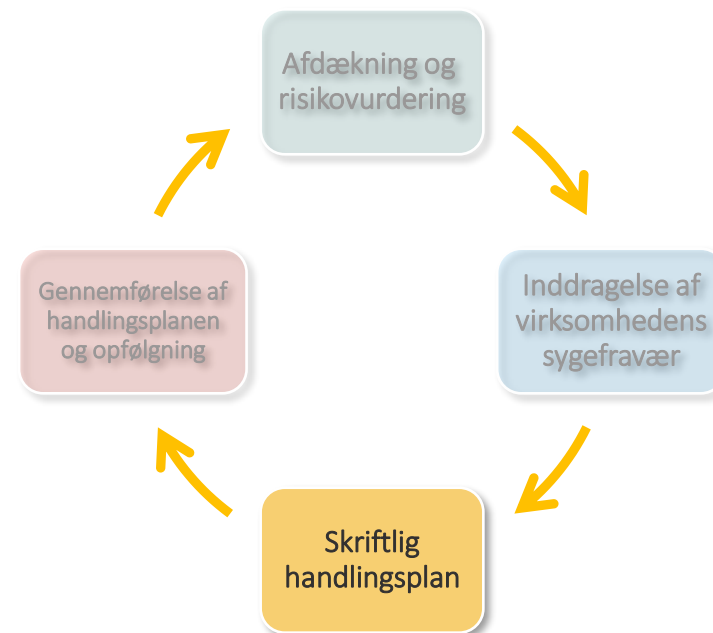 Afdækning og
risikovurdering
Inddragelse af
virksomhedens
sygefravær
Skriftlig
handlingsplan
Gennemførelse af
handlingsplanen
og opfølgning